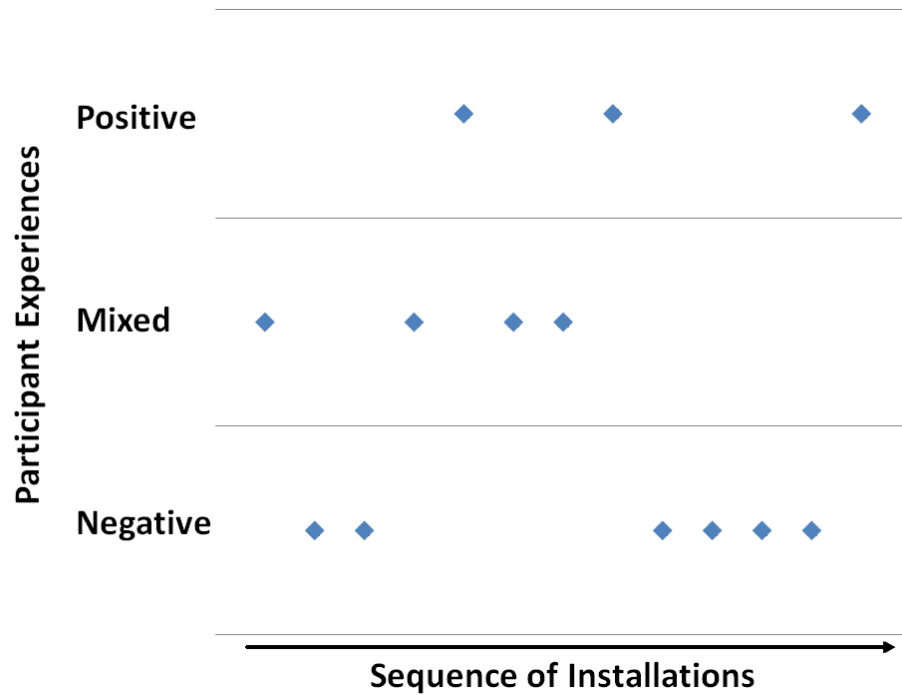 Participant Experiences
Positive
Mixed
Negative
Sequence of Installations